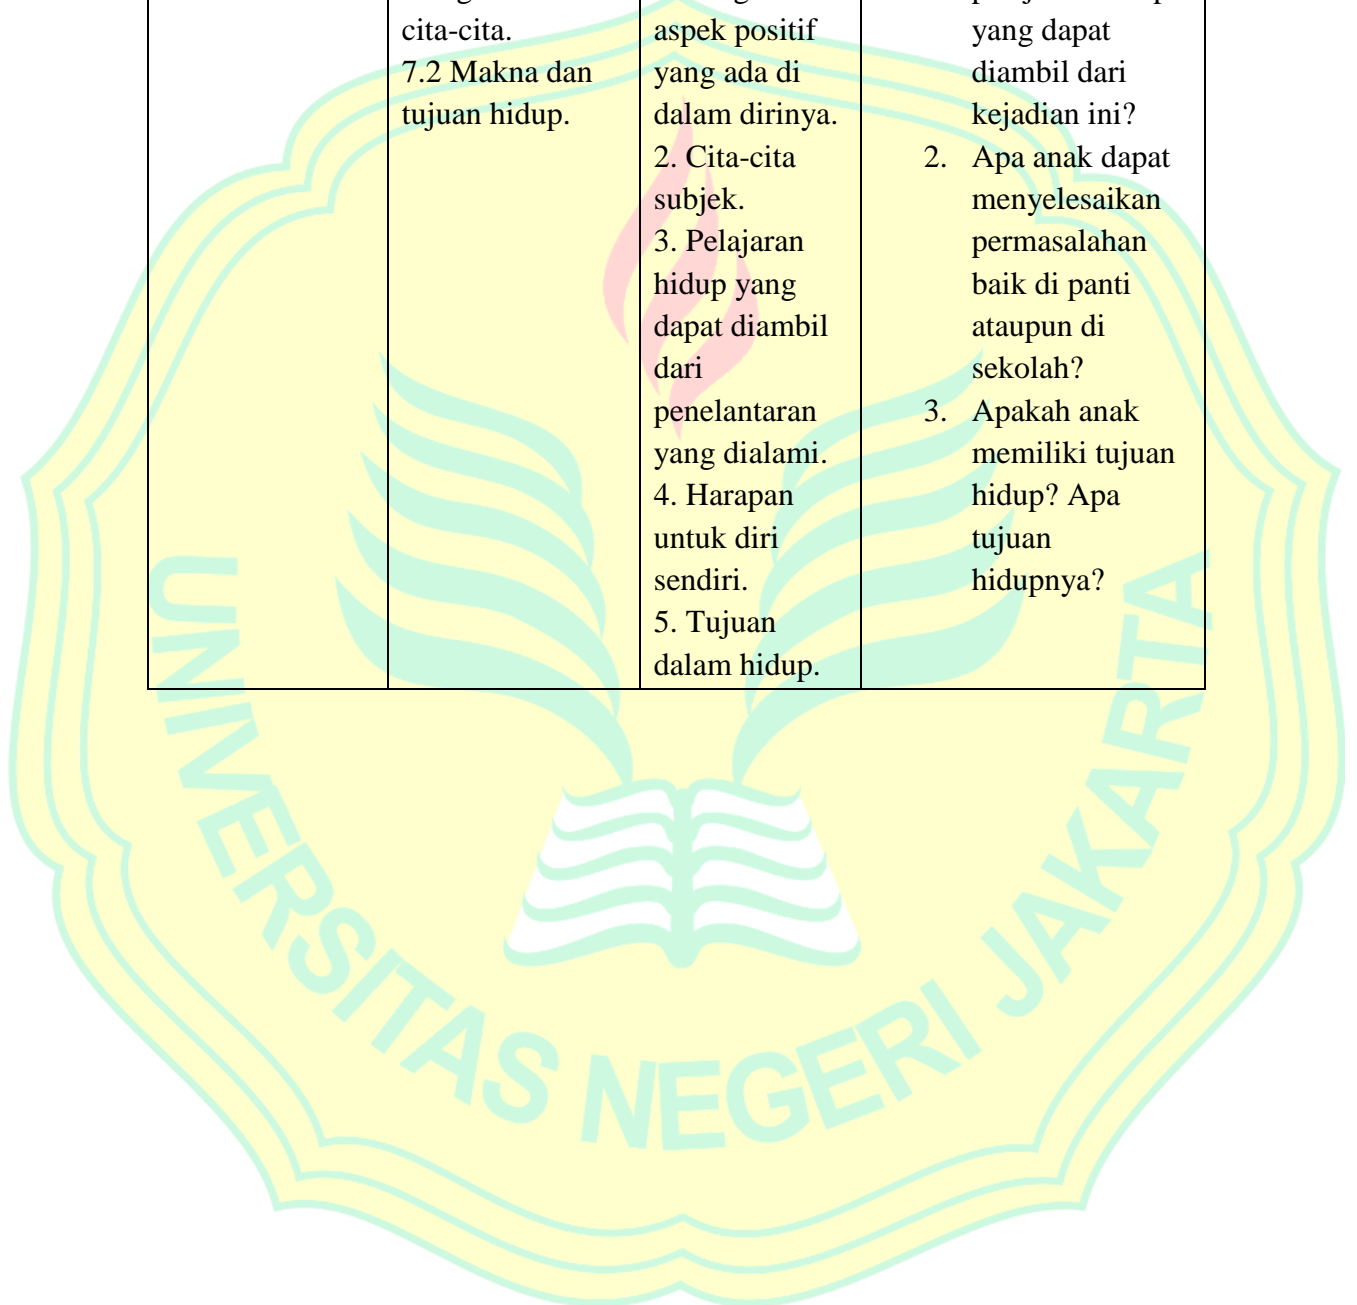 cita-cita.
7.2 Makna dan
tujuan hidup.
aspek positif
yang ada di
dalam dirinya.
2. Cita-cita
subjek.
3. Pelajaran
hidup yang
dapat diambil
dari
penelantaran
yang dialami.
4. Harapan
untuk diri
sendiri.
5. Tujuan
dalam hidup.
yang dapat
diambil dari
kejadian ini?
2. Apa anak dapat
menyelesaikan
permasalahan
baik di panti
ataupun di
sekolah?
3. Apakah anak
memiliki tujuan
hidup? Apa
tujuan
hidupnya?
UNIVERSITAS NEGERI JAKARTA